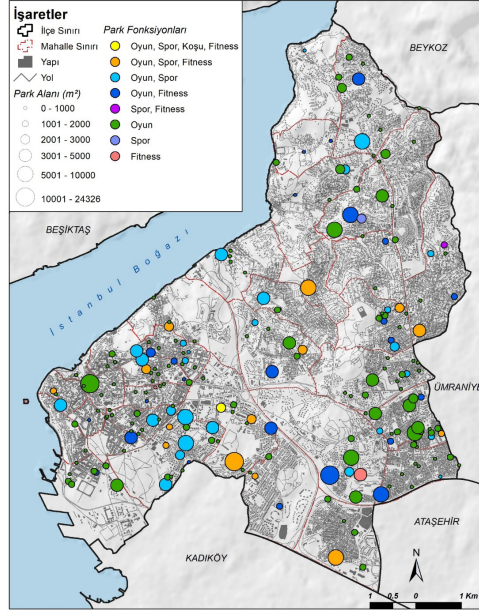 İşaretler
İlçe Sınırı
Mahalle Sınırı
Yapı
Yol
Park Alanı (m²)
0 - 1000
1001 - 2000
2001 - 3000
3001 - 5000
5001 - 10000
10001 - 24326
Park Fonksiyonları
Oyun, Spor, Koşu, Fitness
Oyun, Spor, Fitness
Oyun, Spor
Oyun, Fitness
Spor, Fitness
Oyun
Spor
Fitness
BEYKOZ
BEŞİKTAŞ
İstanbul Boğazı
ÜMRANİYE
ATAŞEHİR
KADIKÖY
N
1 0.5 0 1 Km